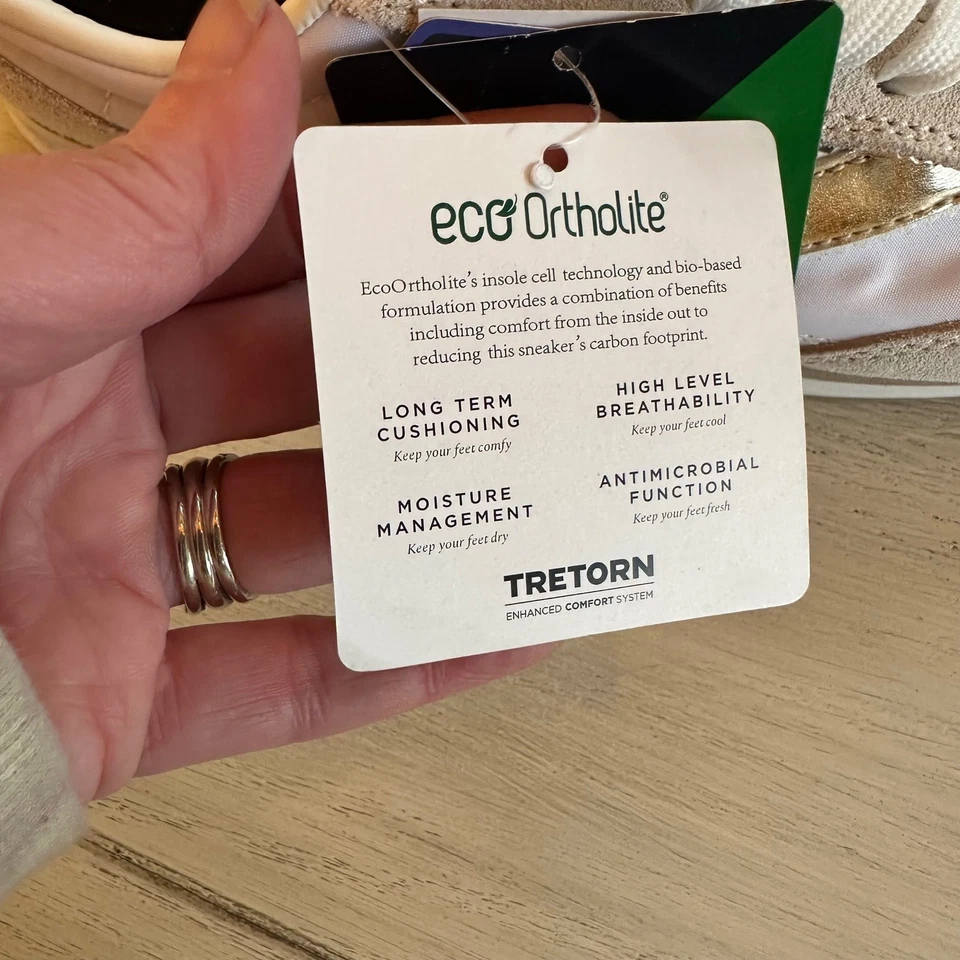 eco Ortholite®
EcoOrtholite's insole cell technology and bio-based
formulation provides a combination of benefits
including comfort from the inside out to
reducing this sneaker's carbon footprint.
LONG TERM
CUSHIONING
Keep your feet comfy
HIGH LEVEL
BREATHABILITY
Keep your feet cool
MOISTURE
MANAGEMENT
Keep your feet dry
ANTIMICROBIAL
FUNCTION
Keep your feet fresh
TRETORN
ENHANCED COMFORT SYSTEM